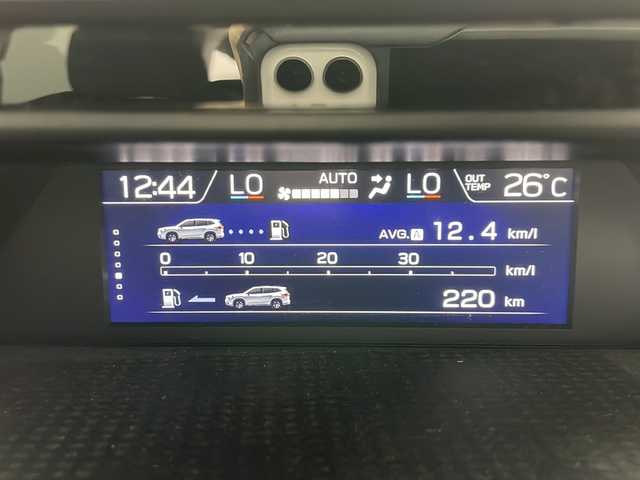 12:44 LO AUTO LO OUT TEMP 26°C
AVG. A 12.4 km/l
0 10 20 30
km/l
220 km